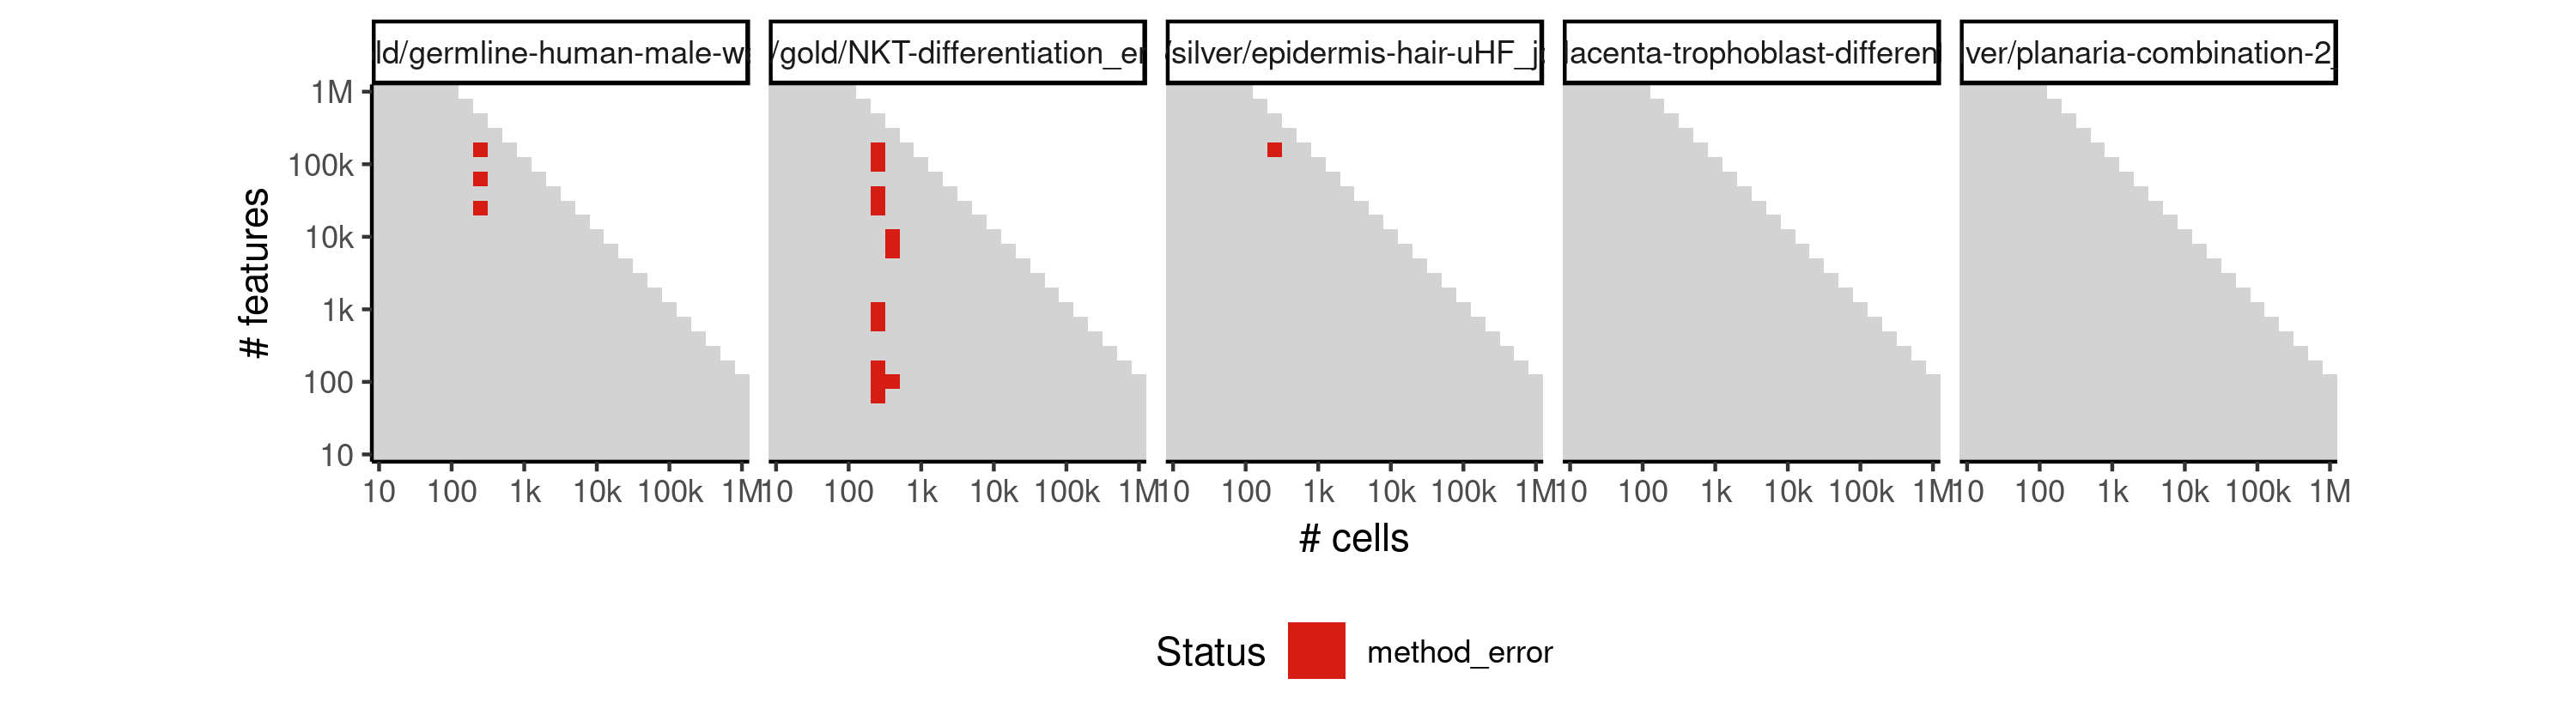 ld/germline-human-male-w
/gold/NKT-differentiation_e
/silver/epidermis-hair-uHF_j
lacenta-trophoblast-differen
ver/planaria-combination-2
1M
100k
10k
1k
100
10
# features
10 100 1k 10k 100k 1M 10 100 1k 10k 100k 1M 10 100 1k 10k 100k 1M 10 100 1k 10k 100k 1M 10 100 1k 10k 100k 1M
# cells
Status method_error